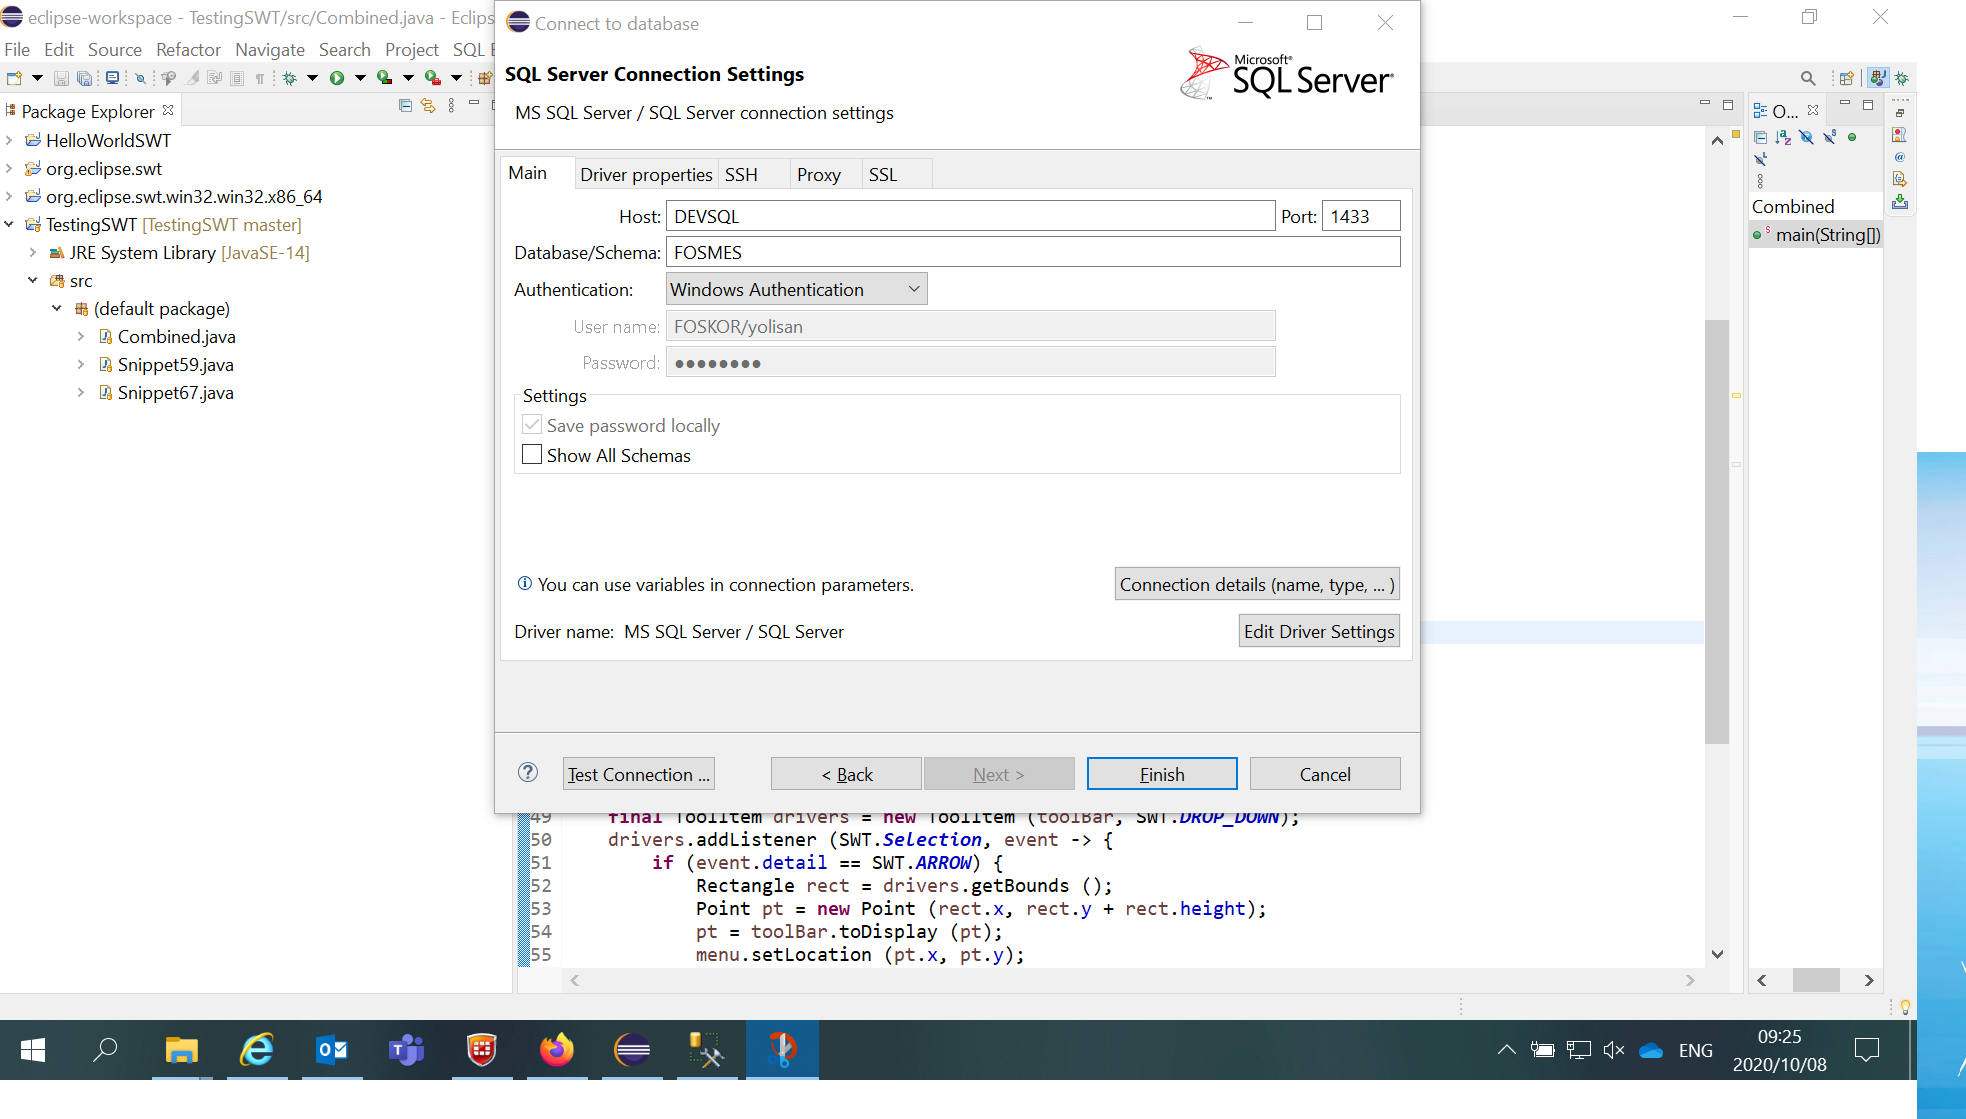 eclipse-workspace - TestingSWT/src/Combined.java - Eclips
File Edit Source Refactor Navigate Search Project SQL E
Package Explorer
HelloWorldSWT
org.eclipse.swt
org.eclipse.swt.win32.win32.x86_64
TestingSWT [TestingSWT master]
JRE System Library [JavaSE-14]
src
(default package)
Combined.java
Snippet59.java
Snippet67.java
Connect to database
SQL Server Connection Settings
MS SQL Server / SQL Server connection settings
Microsoft®
SQL Server®
Main Driver properties SSH Proxy SSL
Host: DEVSQL Port: 1433
Database/Schema: FOSMES
Authentication: Windows Authentication
User name: FOSKOR/yolisan
Password: ●●●●●●●●
Settings
Save password locally
Show All Schemas
You can use variables in connection parameters.
Connection details (name, type, ... )
Driver name: MS SQL Server / SQL Server
Edit Driver Settings
Test Connection ... < Back Next > Finish Cancel
49 final ToolItem drivers = new ToolItem (toolBar, SWT.DROP_DOWN);
50 drivers.addListener (SWT.Selection, event -> {
51 if (event.detail == SWT.ARROW) {
52 Rectangle rect = drivers.getBounds ();
53 Point pt = new Point (rect.x, rect.y + rect.height);
54 pt = toolBar.toDisplay (pt);
55 menu.setLocation (pt.x, pt.y);
O...
Combined
main(String[])
ENG
09:25
2020/10/08